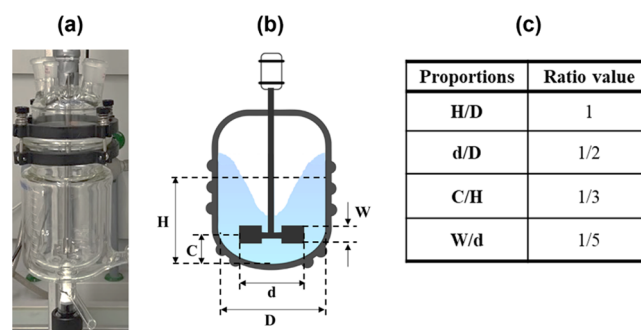 (a)
(b)
(c)
H
C
W
d
D
Proportions Ratio value
H/D 1
d/D 1/2
C/H 1/3
W/d 1/5